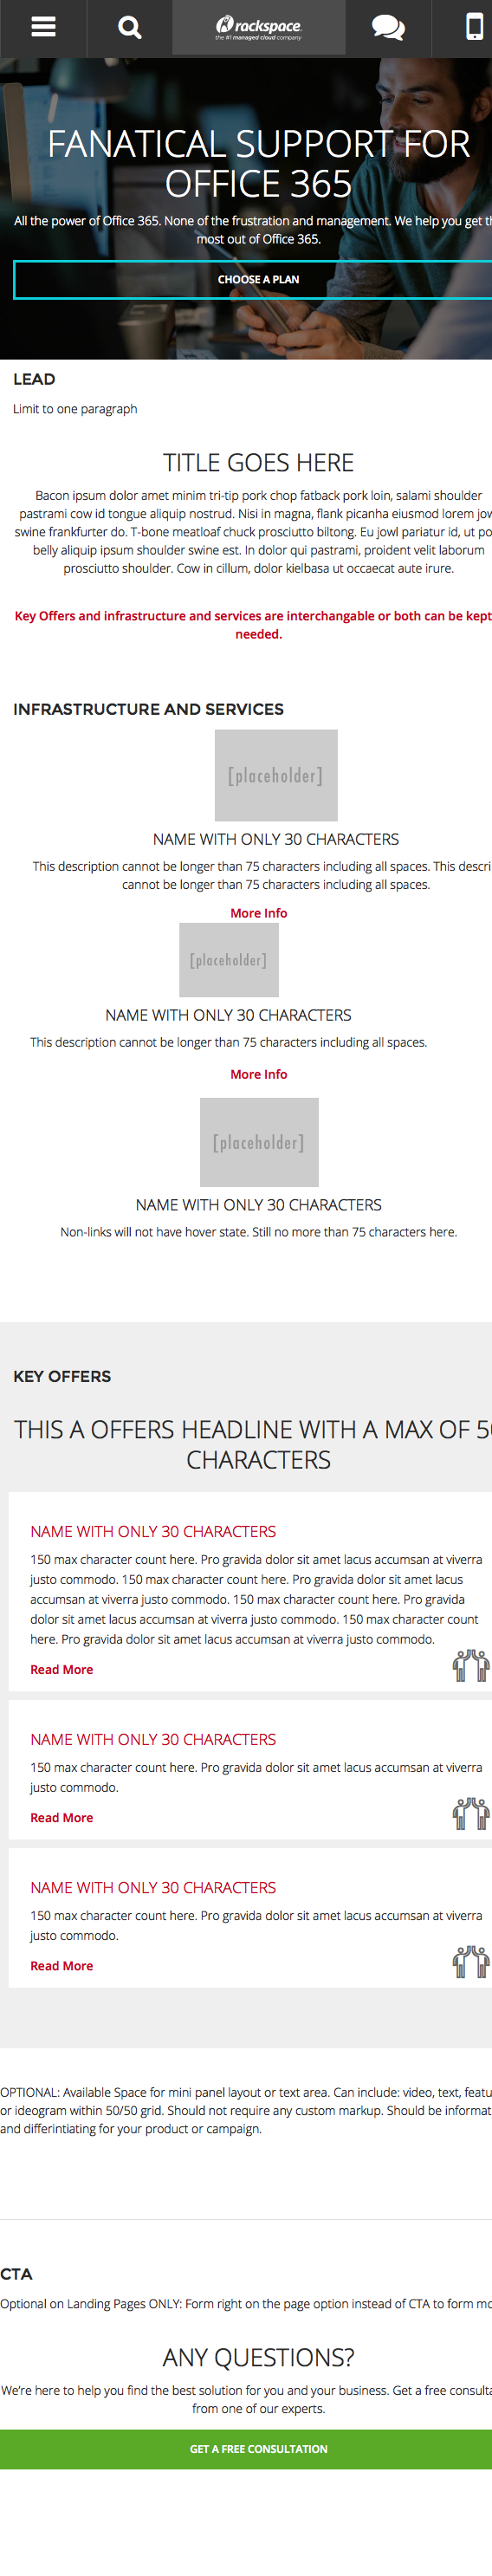 rackspace
the #1 managed cloud company
FANATICAL SUPPORT FOR
OFFICE 365
All the power of Office 365. None of the frustration and management. We help you get th
most out of Office 365.
CHOOSE A PLAN
LEAD
Limit to one paragraph
TITLE GOES HERE
Bacon ipsum dolor amet minim tri-tip pork chop fatback pork loin, salami shoulder
pastrami cow id tongue aliquip nostrud. Nisi in magna, flank picanha eiusmod lorem jow
swine frankfurter do. T-bone meatloaf chuck prosciutto biltong. Eu jowl pariatur id, ut po
belly aliquip ipsum shoulder swine est. In dolor qui pastrami, proident velit laborum
prosciutto shoulder. Cow in cillum, dolor kielbasa ut occaecat aute irure.
Key Offers and infrastructure and services are interchangable or both can be kept
needed.
INFRASTRUCTURE AND SERVICES
[placeholder]
NAME WITH ONLY 30 CHARACTERS
This description cannot be longer than 75 characters including all spaces. This descri
cannot be longer than 75 characters including all spaces.
More Info
[placeholder]
NAME WITH ONLY 30 CHARACTERS
This description cannot be longer than 75 characters including all spaces.
More Info
[placeholder]
NAME WITH ONLY 30 CHARACTERS
Non-links will not have hover state. Still no more than 75 characters here.
KEY OFFERS
THIS A OFFERS HEADLINE WITH A MAX OF 50
CHARACTERS
NAME WITH ONLY 30 CHARACTERS
150 max character count here. Pro gravida dolor sit amet lacus accumsan at viverra
justo commodo. 150 max character count here. Pro gravida dolor sit amet lacus
accumsan at viverra justo commodo. 150 max character count here. Pro gravida
dolor sit amet lacus accumsan at viverra justo commodo. 150 max character count
here. Pro gravida dolor sit amet lacus accumsan at viverra justo commodo.
Read More
NAME WITH ONLY 30 CHARACTERS
150 max character count here. Pro gravida dolor sit amet lacus accumsan at viverra
justo commodo.
Read More
NAME WITH ONLY 30 CHARACTERS
150 max character count here. Pro gravida dolor sit amet lacus accumsan at viverra
justo commodo.
Read More
OPTIONAL: Available Space for mini panel layout or text area. Can include: video, text, featu
or ideogram within 50/50 grid. Should not require any custom markup. Should be informat
and differintiating for your product or campaign.
CTA
Optional on Landing Pages ONLY: Form right on the page option instead of CTA to form mo
ANY QUESTIONS?
We're here to help you find the best solution for you and your business. Get a free consulta
from one of our experts.
GET A FREE CONSULTATION